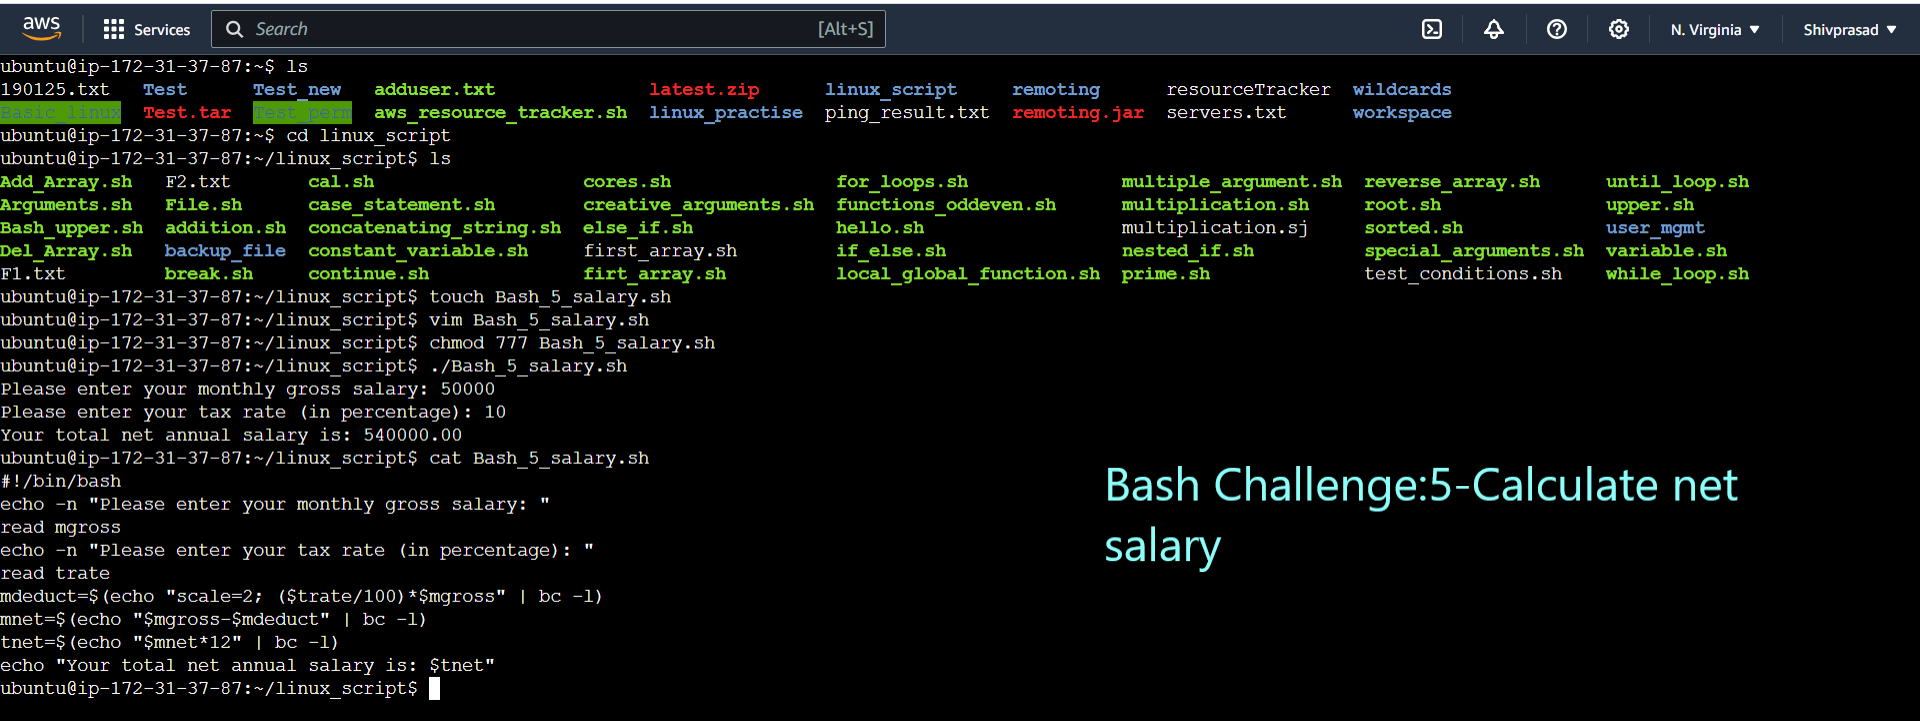 aws Services Search [Alt+S] N. Virginia Shivprasad
ubuntu@ip-172-31-37-87:~$ ls
190125.txt Test Test_new adduser.txt latest.zip linux_script remoting resourceTracker wildcards
Basic_linux Test.tar Test_perm aws_resource_tracker.sh linux_practise ping_result.txt remoting.jar servers.txt workspace
ubuntu@ip-172-31-37-87:~$ cd linux_script
ubuntu@ip-172-31-37-87:~/linux_script$ ls
Add_Array.sh F2.txt cal.sh cores.sh for_loops.sh multiple_argument.sh reverse_array.sh until_loop.sh
Arguments.sh File.sh case_statement.sh creative_arguments.sh functions_oddeven.sh multiplication.sh root.sh upper.sh
Bash_upper.sh addition.sh concatenating_string.sh else_if.sh hello.sh multiplication.sj sorted.sh user_mgmt
Del_Array.sh backup_file constant_variable.sh first_array.sh if_else.sh nested_if.sh special_arguments.sh variable.sh
F1.txt break.sh continue.sh firt_array.sh local_global_function.sh prime.sh test_conditions.sh while_loop.sh
ubuntu@ip-172-31-37-87:~/linux_script$ touch Bash_5_salary.sh
ubuntu@ip-172-31-37-87:~/linux_script$ vim Bash_5_salary.sh
ubuntu@ip-172-31-37-87:~/linux_script$ chmod 777 Bash_5_salary.sh
ubuntu@ip-172-31-37-87:~/linux_script$ ./Bash_5_salary.sh
Please enter your monthly gross salary: 50000
Please enter your tax rate (in percentage): 10
Your total net annual salary is: 540000.00
ubuntu@ip-172-31-37-87:~/linux_script$ cat Bash_5_salary.sh
#!/bin/bash
echo -n "Please enter your monthly gross salary: "
read mgross
echo -n "Please enter your tax rate (in percentage): "
read trate
mdeduct=$(echo "scale=2; ($trate/100)*$mgross" | bc -l)
mnet=$(echo "$mgross-$mdeduct" | bc -l)
tnet=$(echo "$mnet*12" | bc -l)
echo "Your total net annual salary is: $tnet"
ubuntu@ip-172-31-37-87:~/linux_script$
Bash Challenge:5-Calculate net
salary